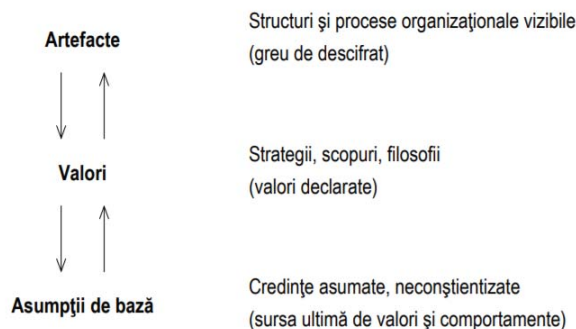 Artefacte
Structuri şi procese organizaţionale vizibile
(greu de descifrat)
Valori
Strategii, scopuri, filosofii
(valori declarate)
Asumpţii de bază
Credinţe asumate, neconştientizate
(sursa ultimă de valori şi comportamente)